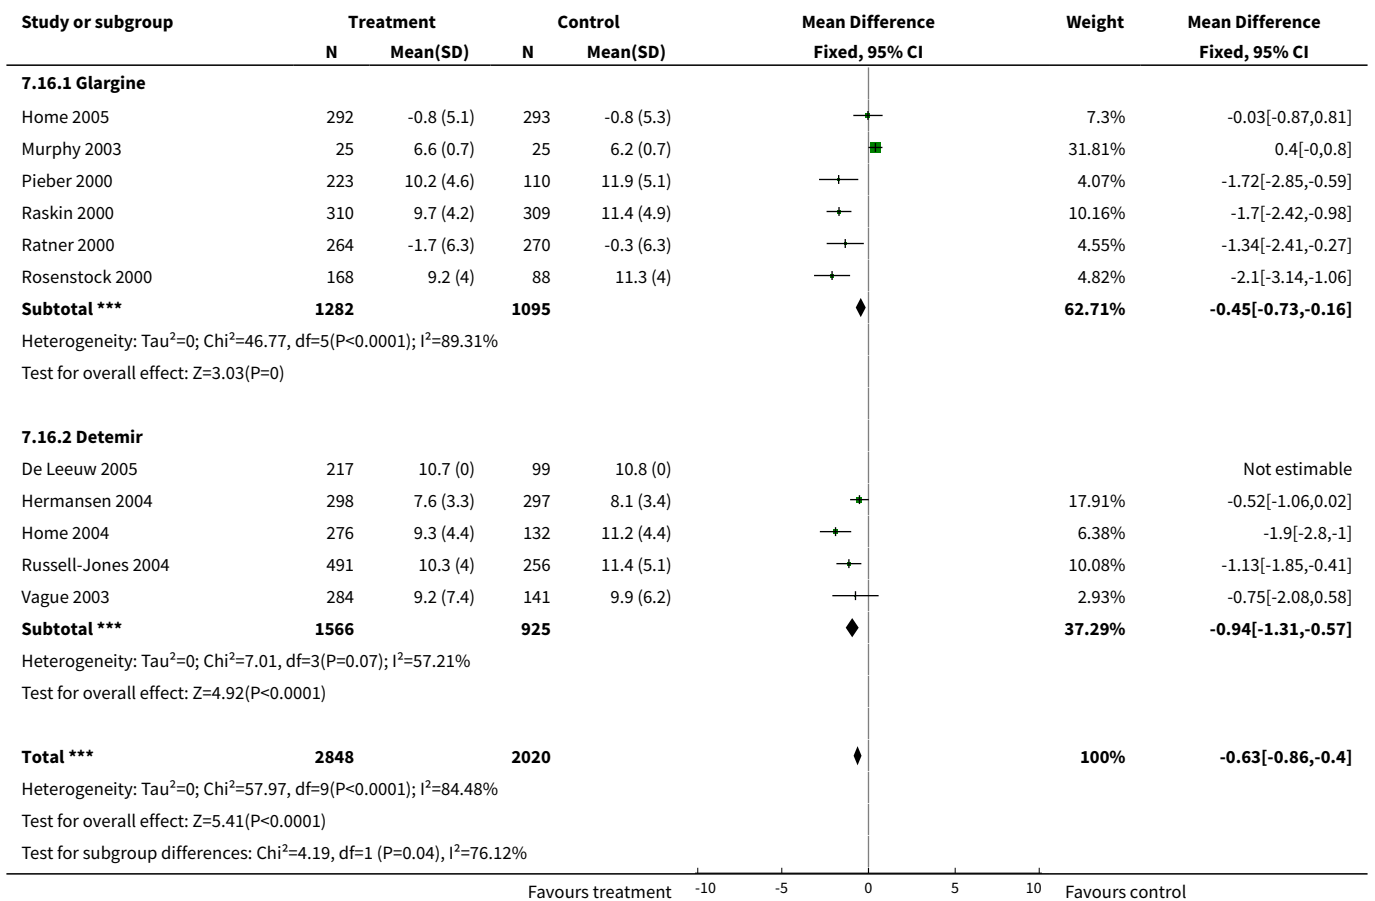 Study or subgroup Treatment Control Mean Difference Weight Mean Difference
N Mean(SD) N Mean(SD) Fixed, 95% CI Fixed, 95% CI
7.16.1 Glargine
Home 2005 292 -0.8 (5.1) 293 -0.8 (5.3) 7.3% -0.03[-0.87,0.81]
Murphy 2003 25 6.6 (0.7) 25 6.2 (0.7) 31.81% 0.4[-0,0.8]
Pieber 2000 223 10.2 (4.6) 110 11.9 (5.1) 4.07% -1.72[-2.85,-0.59]
Raskin 2000 310 9.7 (4.2) 309 11.4 (4.9) 10.16% -1.7[-2.42,-0.98]
Ratner 2000 264 -1.7 (6.3) 270 -0.3 (6.3) 4.55% -1.34[-2.41,-0.27]
Rosenstock 2000 168 9.2 (4) 88 11.3 (4) 4.82% -2.1[-3.14,-1.06]
Subtotal *** 1282 1095 62.71% -0.45[-0.73,-0.16]
Heterogeneity: Tau²=0; Chi²=46.77, df=5(P<0.0001); I²=89.31%
Test for overall effect: Z=3.03(P=0)
7.16.2 Detemir
De Leeuw 2005 217 10.7 (0) 99 10.8 (0) Not estimable
Hermansen 2004 298 7.6 (3.3) 297 8.1 (3.4) 17.91% -0.52[-1.06,0.02]
Home 2004 276 9.3 (4.4) 132 11.2 (4.4) 6.38% -1.9[-2.8,-1]
Russell-Jones 2004 491 10.3 (4) 256 11.4 (5.1) 10.08% -1.13[-1.85,-0.41]
Vague 2003 284 9.2 (7.4) 141 9.9 (6.2) 2.93% -0.75[-2.08,0.58]
Subtotal *** 1566 925 37.29% -0.94[-1.31,-0.57]
Heterogeneity: Tau²=0; Chi²=7.01, df=3(P=0.07); I²=57.21%
Test for overall effect: Z=4.92(P<0.0001)
Total *** 2848 2020 100% -0.63[-0.86,-0.4]
Heterogeneity: Tau²=0; Chi²=57.97, df=9(P<0.0001); I²=84.48%
Test for overall effect: Z=5.41(P<0.0001)
Test for subgroup differences: Chi²=4.19, df=1 (P=0.04), I²=76.12%
Favours treatment -10 -5 0 5 10 Favours control